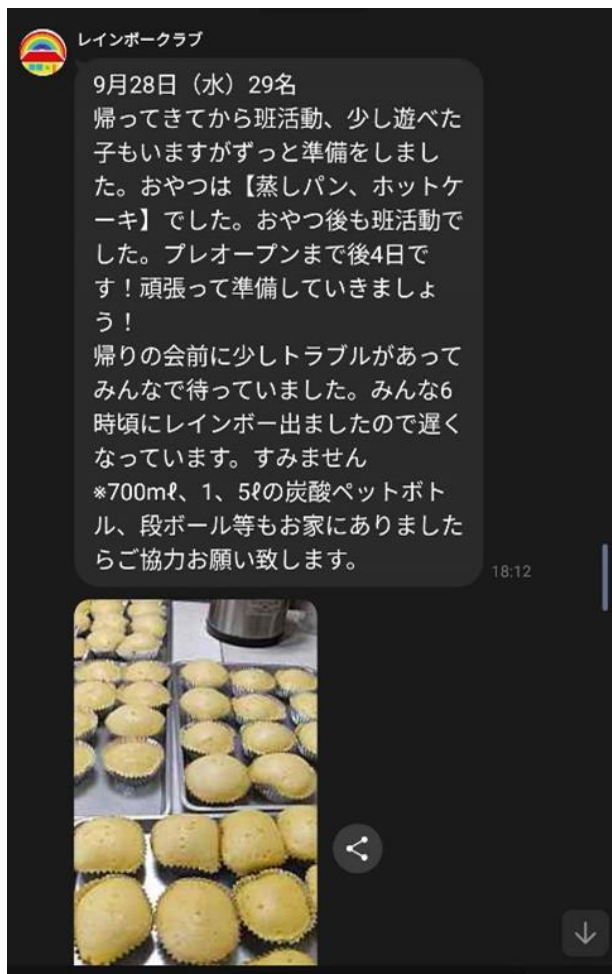 レインボークラブ
9月28日（水）29名
帰ってきてから班活動、少し遊べた
子もいますがずっと準備をしまし
た。おやつは【蒸しパン、ホットケ
ーキ】でした。おやつ後も班活動で
した。プレオープンまで後4日で
す！頑張って準備していきましょ
う！
帰りの会前に少しトラブルがあって
みんなで待っていました。みんな6
時頃にレインボー出ましたので遅く
なっています。すみません
※700mℓ、1、5ℓの炭酸ペットボト
ル、段ボール等もお家にありました
らご協力お願い致します。
18:12